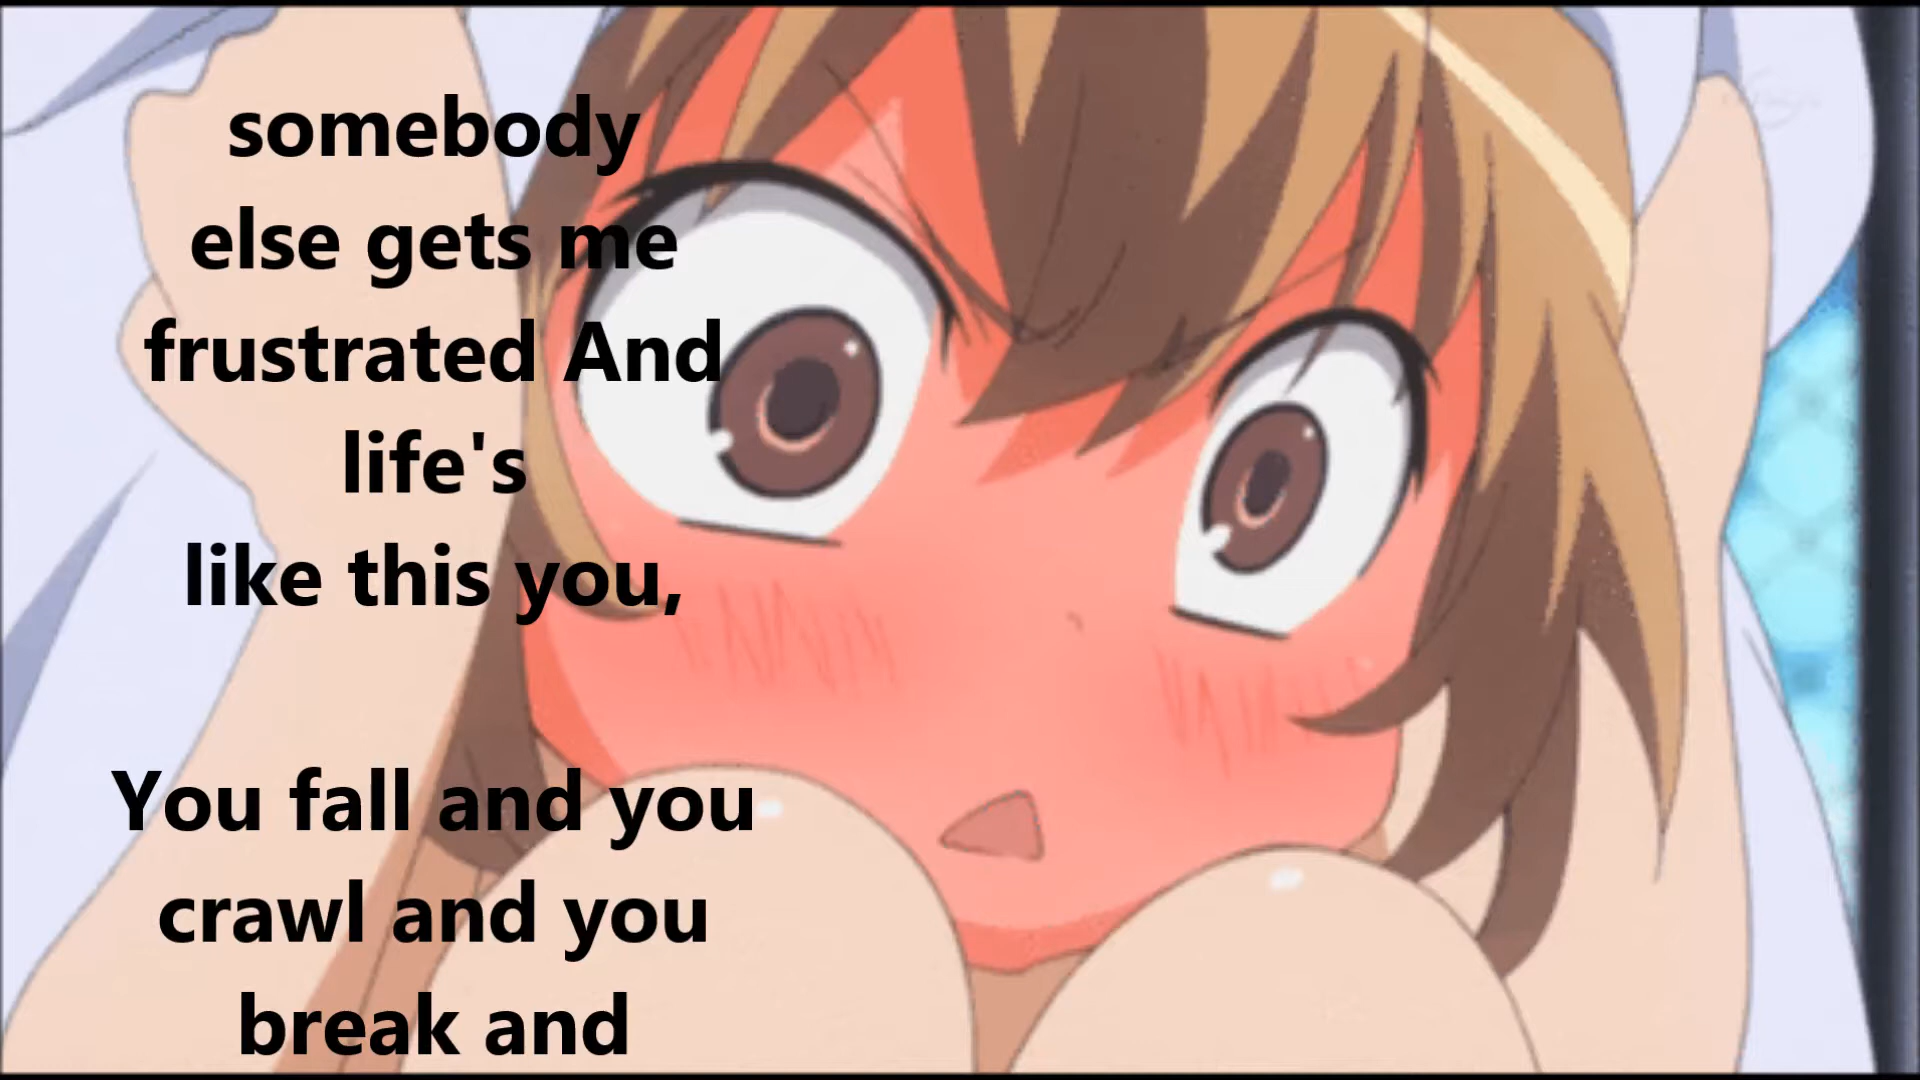 somebody
else gets me
frustrated And
life's
like this you,
You fall and you
crawl and you
break and